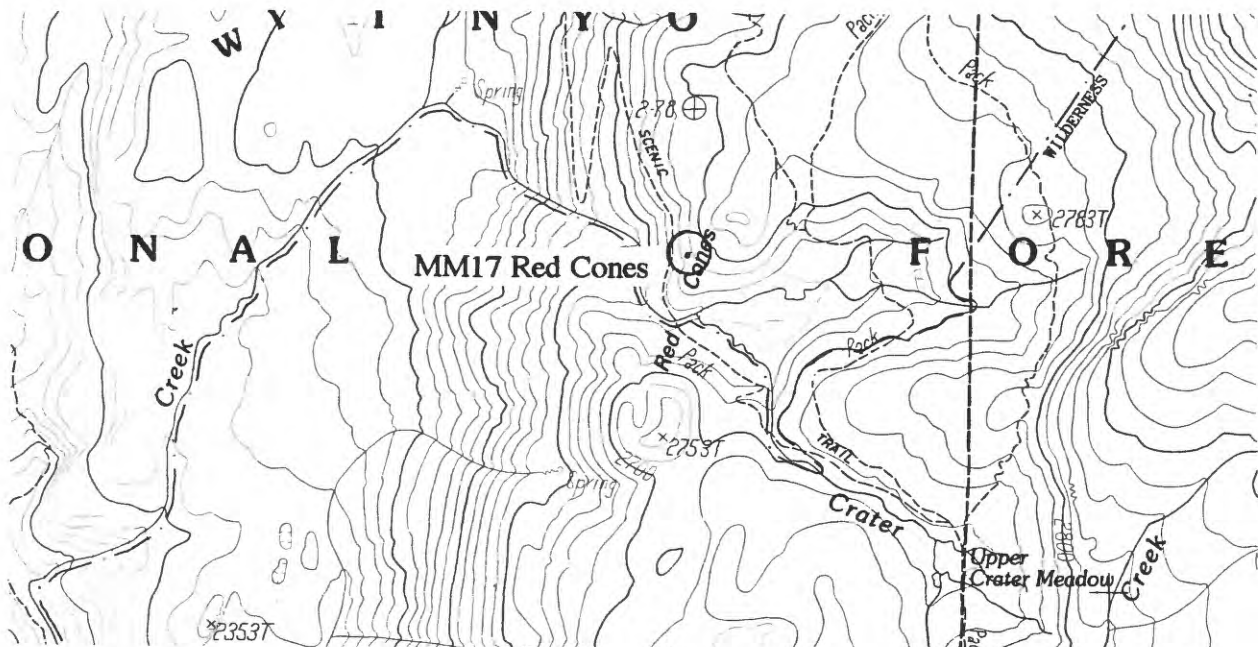 W Y I N Y O
Pack
Pack
Spring
2-78
SCENIC
WILDERNESS
×2783T
O N A L
MM17 Red Cones
Cones
F O R E
Creek
Red
Pack
Pack
×2753T
TRAIL
2700
Spring
Crater
2800
Upper
Crater Meadow
Creek
×2353T